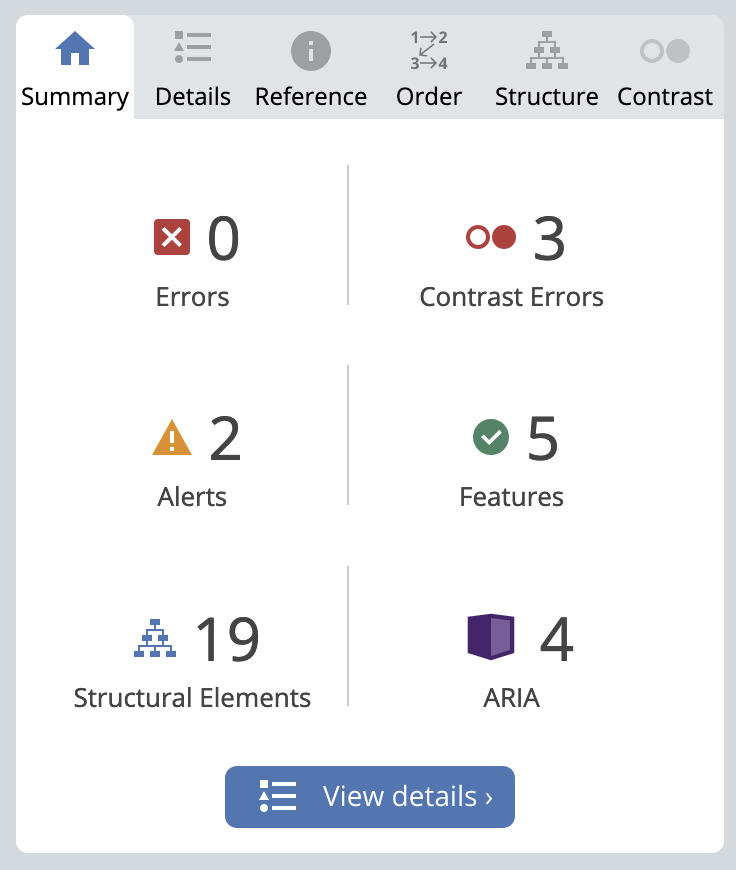 1→2
3→4
Summary Details Reference Order Structure Contrast
0 3
Errors Contrast Errors
2 5
Alerts Features
19 4
Structural Elements ARIA
View details ›